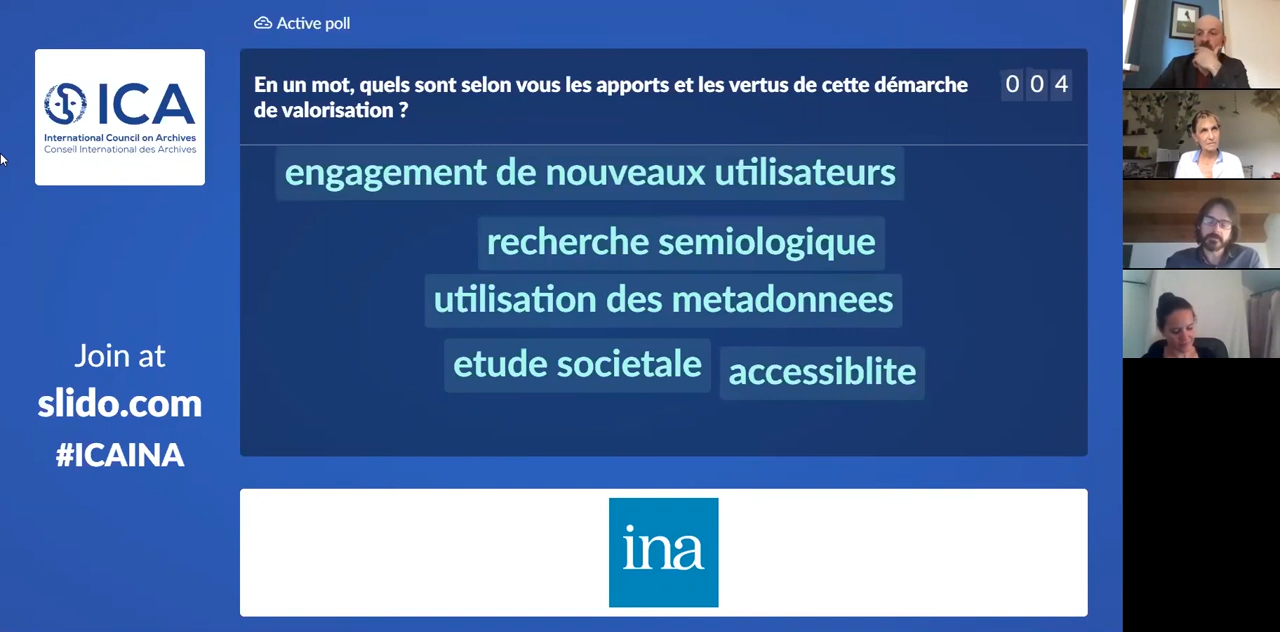 Active poll
ICA
International Council on Archives
Conseil International des Archives
En un mot, quels sont selon vous les apports et les vertus de cette démarche
de valorisation ?
0 0 4
engagement de nouveaux utilisateurs
recherche semiologique
utilisation des metadonnees
etude societale
accessiblite
Join at
slido.com
#ICAINA
ina